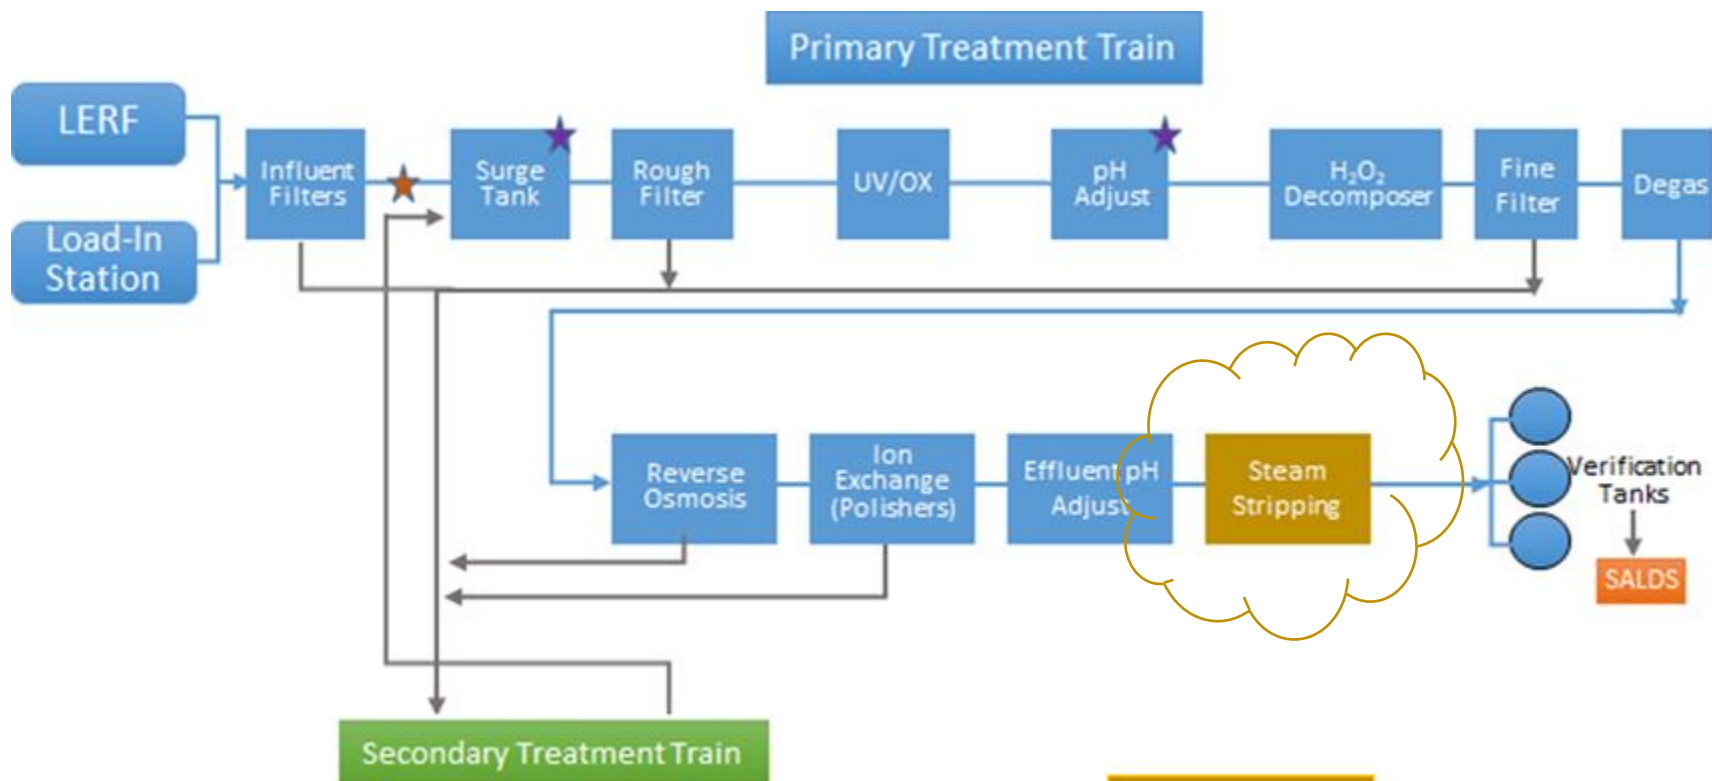 Primary Treatment Train
LERF
Load-In
Station
Influent
Filters
Surge
Tank
Rough
Filter
UV/OX
pH
Adjust
H₂O₂
Decomposer
Fine
Filter
Degas
Reverse
Osmosis
Ion
Exchange
(Polishers)
Effluent pH
Adjust
Steam
Stripping
Verification
Tanks
SALDS
Secondary Treatment Train